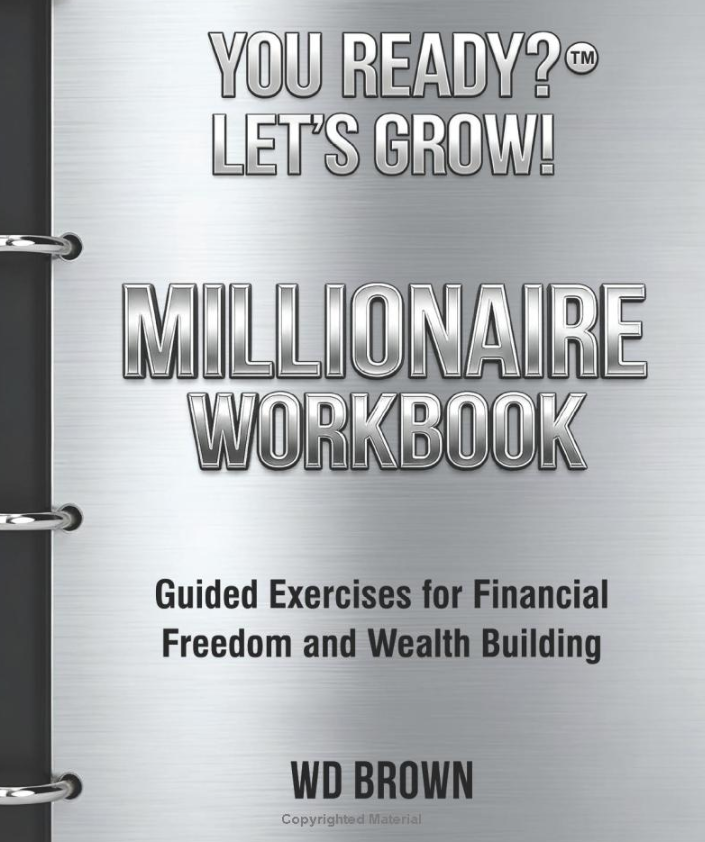 YOU READY?™
LET'S GROW!
MILLIONAIRE
WORKBOOK
Guided Exercises for Financial
Freedom and Wealth Building
WD BROWN
Copyrighted Material